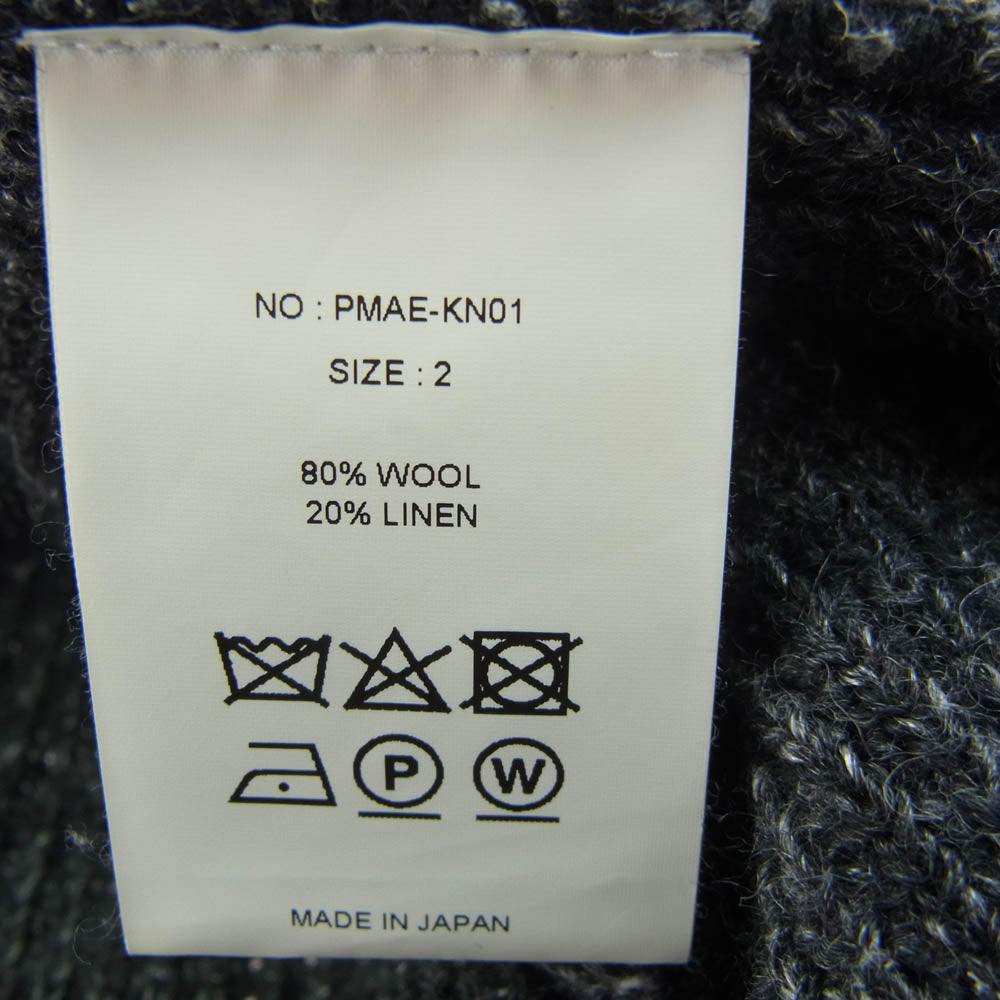 NO : PMAE-KN01
SIZE : 2
80% WOOL
20% LINEN
P W
MADE IN JAPAN